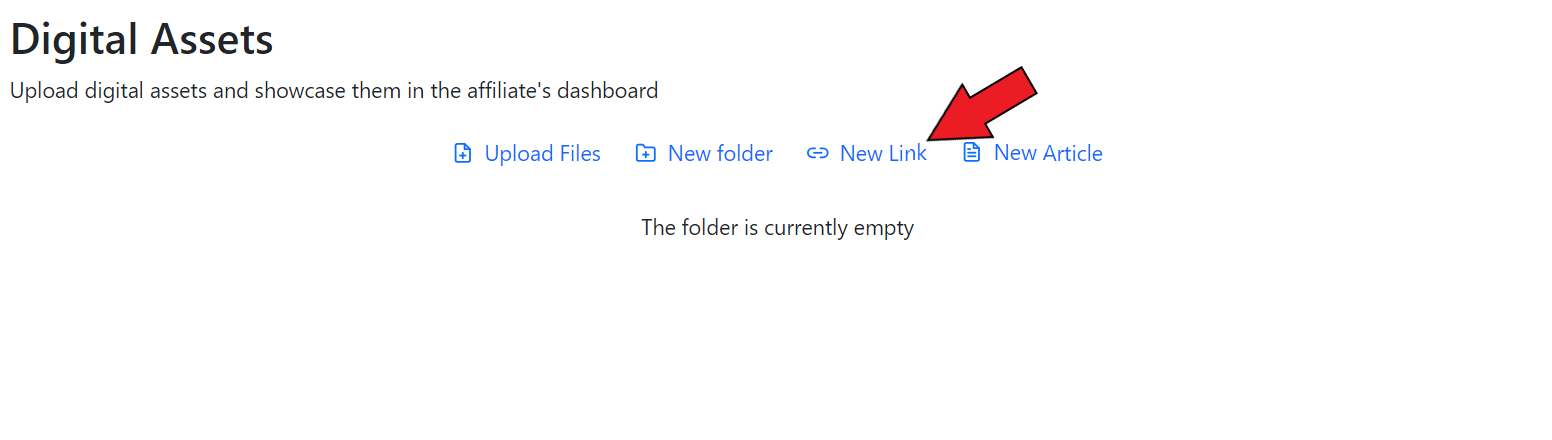 Digital Assets
Upload digital assets and showcase them in the affiliate's dashboard
Upload Files New folder New Link New Article
The folder is currently empty